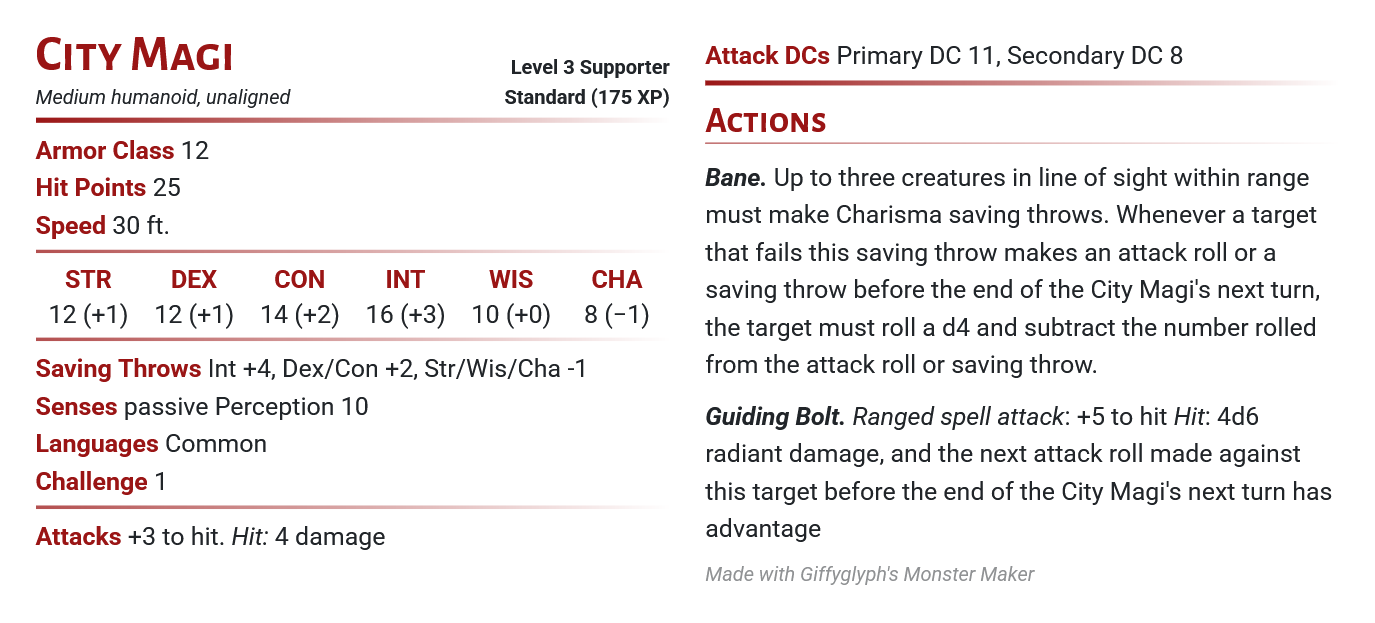 City Magi
Level 3 Supporter
Medium humanoid, unaligned
Standard (175 XP)
Armor Class 12
Hit Points 25
Speed 30 ft.
STR DEX CON INT WIS CHA
12 (+1) 12 (+1) 14 (+2) 16 (+3) 10 (+0) 8 (−1)
Saving Throws Int +4, Dex/Con +2, Str/Wis/Cha -1
Senses passive Perception 10
Languages Common
Challenge 1
Attacks +3 to hit. Hit: 4 damage
Attack DCs Primary DC 11, Secondary DC 8
Actions
Bane. Up to three creatures in line of sight within range
must make Charisma saving throws. Whenever a target
that fails this saving throw makes an attack roll or a
saving throw before the end of the City Magi's next turn,
the target must roll a d4 and subtract the number rolled
from the attack roll or saving throw.
Guiding Bolt. Ranged spell attack: +5 to hit Hit: 4d6
radiant damage, and the next attack roll made against
this target before the end of the City Magi's next turn has
advantage
Made with Giffyglyph's Monster Maker